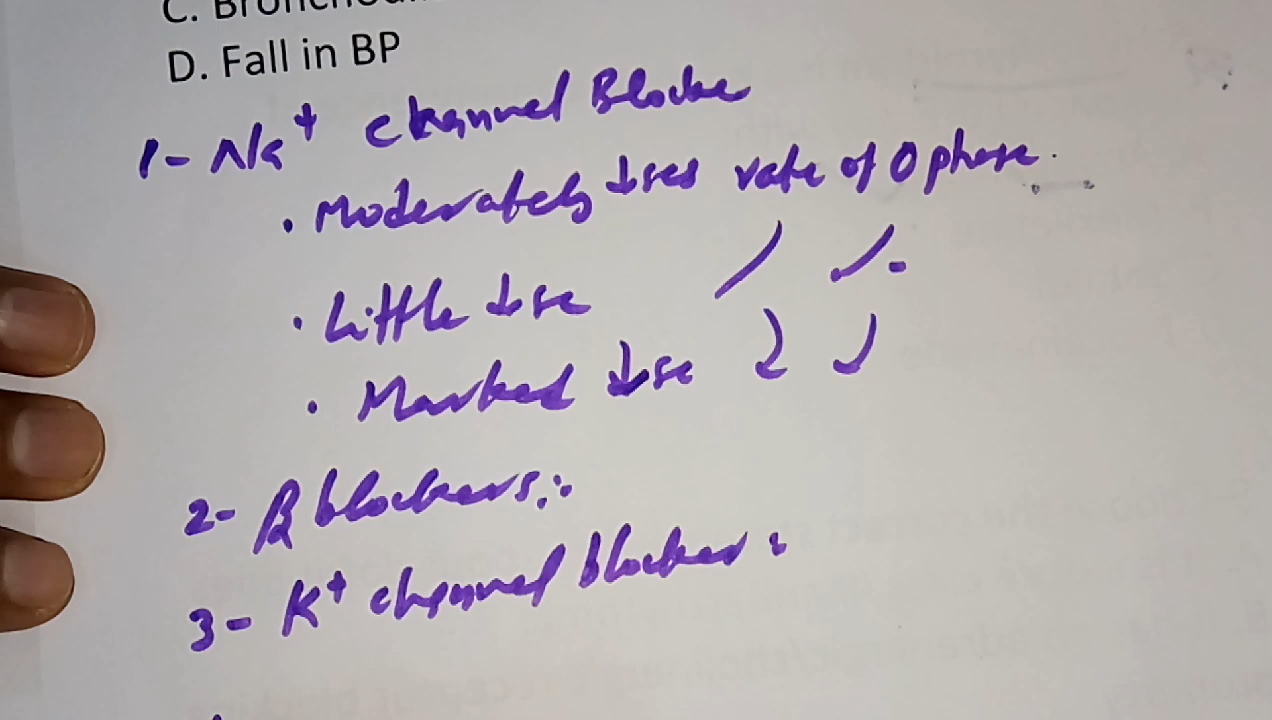 C.
D. Fall in BP
1- Na+ channel Blocke
• Moderately ↓ses rate of 0 phase.
• Little ↓se 〃 〃.
• Marked ↓se 〃 〃
2- β blockers:
3- K+ channel blocker: